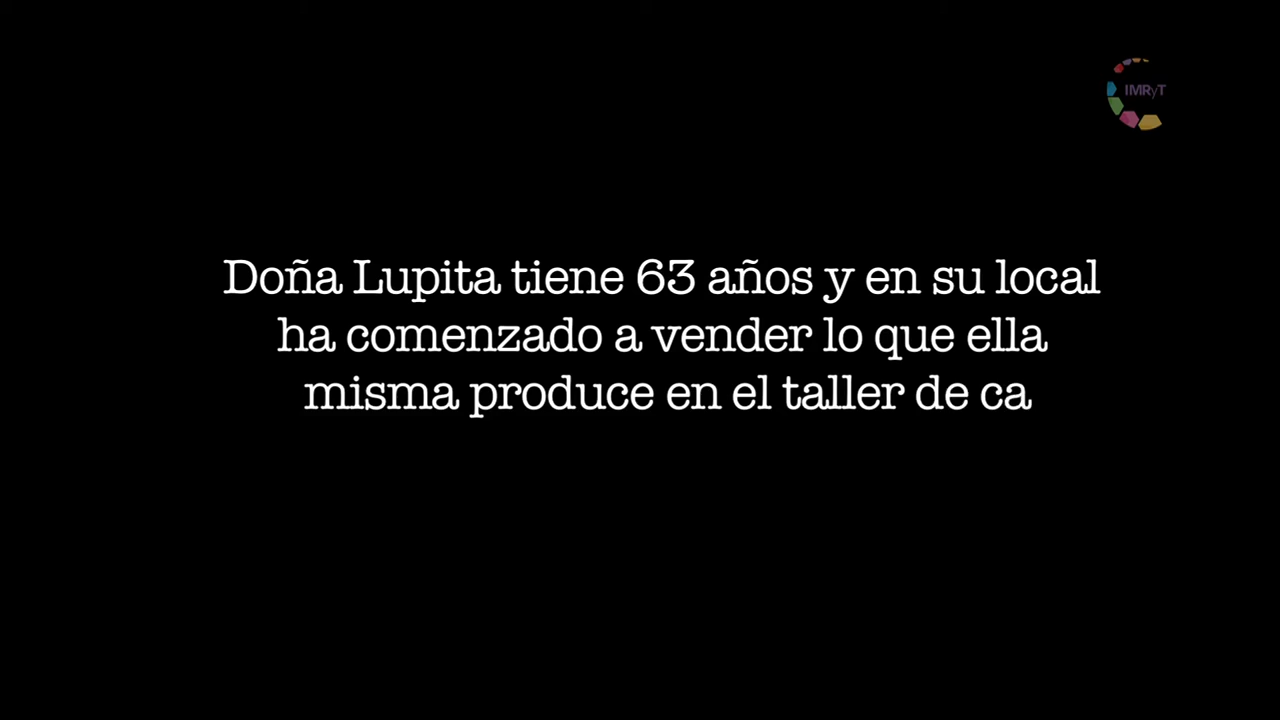 IMRyT
Doña Lupita tiene 63 años y en su local
ha comenzado a vender lo que ella
misma produce en el taller de ca